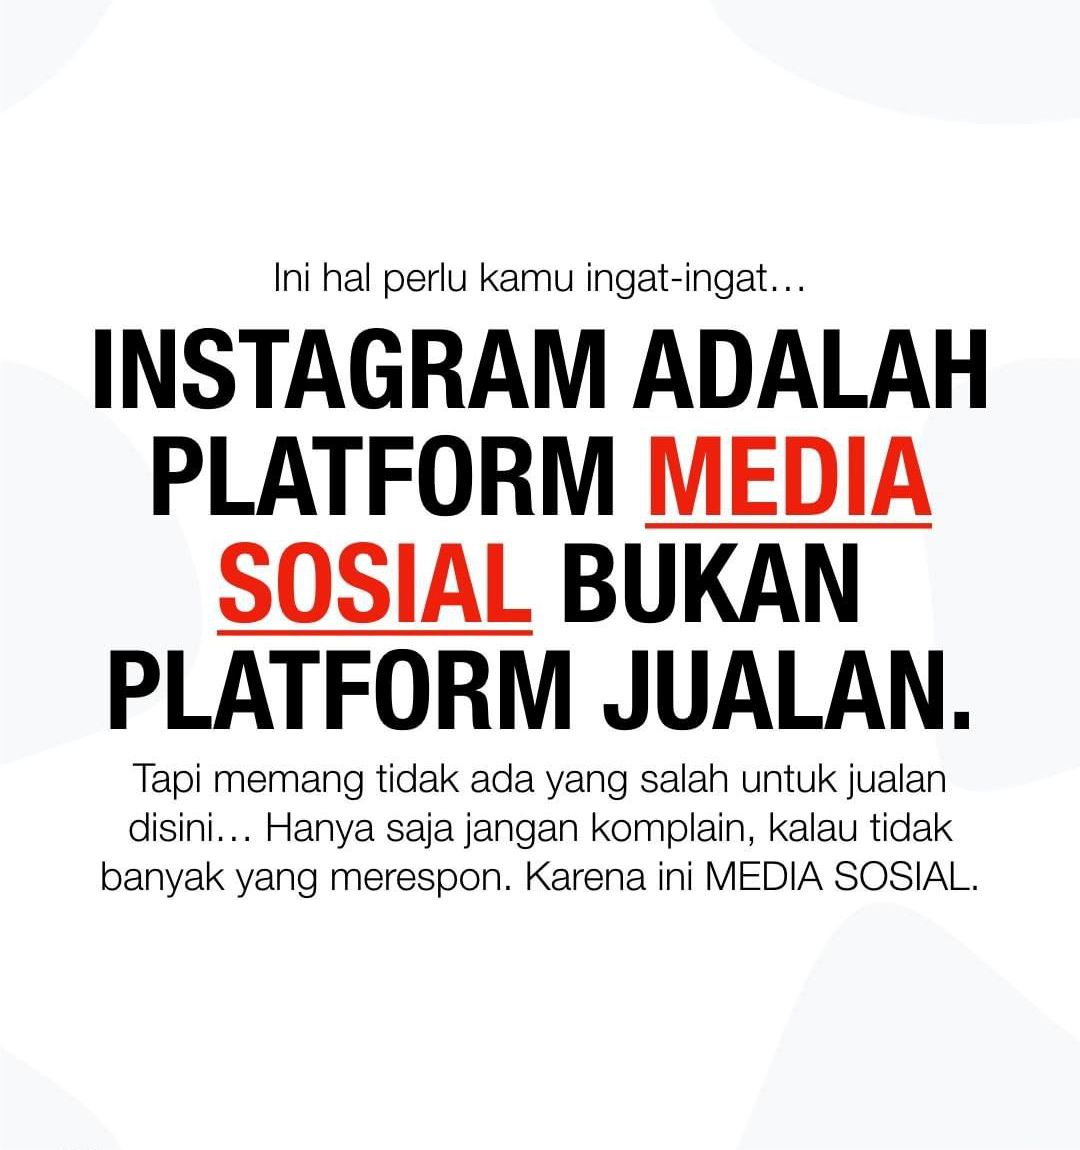 Ini hal perlu kamu ingat-ingat...
INSTAGRAM ADALAH
PLATFORM MEDIA
SOSIAL BUKAN
PLATFORM JUALAN.
Tapi memang tidak ada yang salah untuk jualan
disini... Hanya saja jangan komplain, kalau tidak
banyak yang merespon. Karena ini MEDIA SOSIAL.